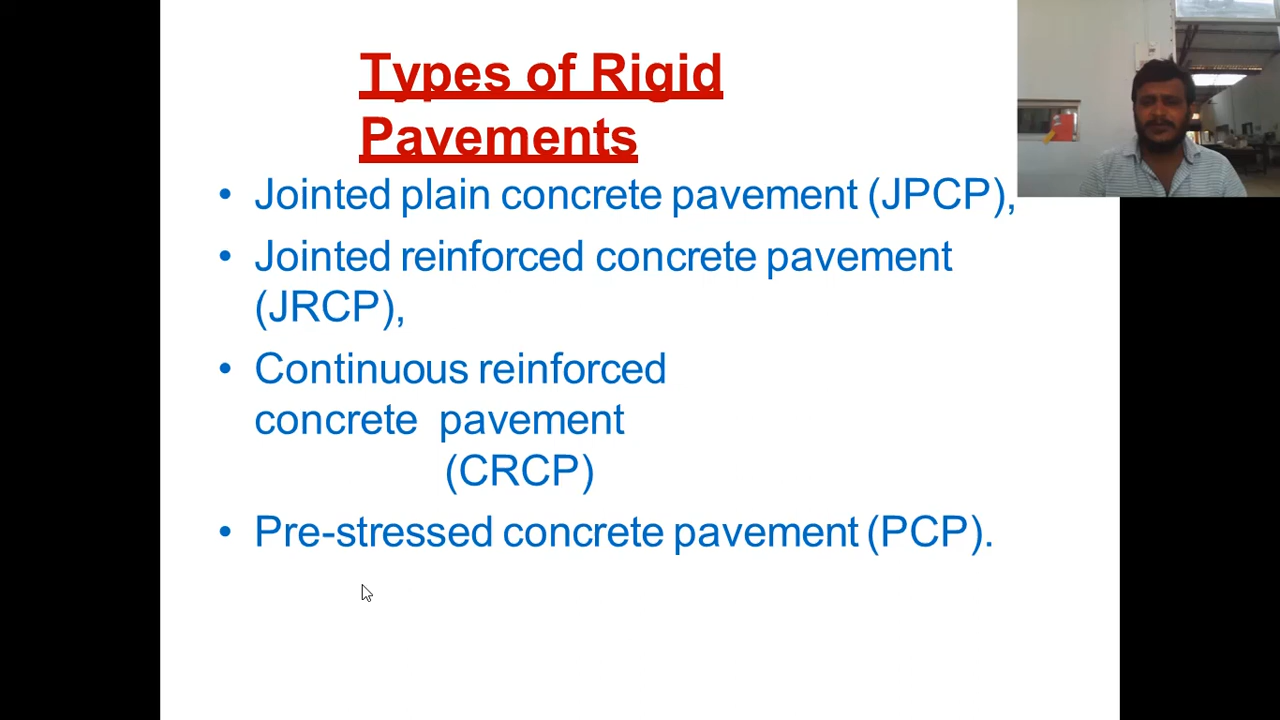 Types of Rigid
Pavements
• Jointed plain concrete pavement (JPCP),
• Jointed reinforced concrete pavement
(JRCP),
• Continuous reinforced
concrete pavement
(CRCP)
• Pre-stressed concrete pavement (PCP).